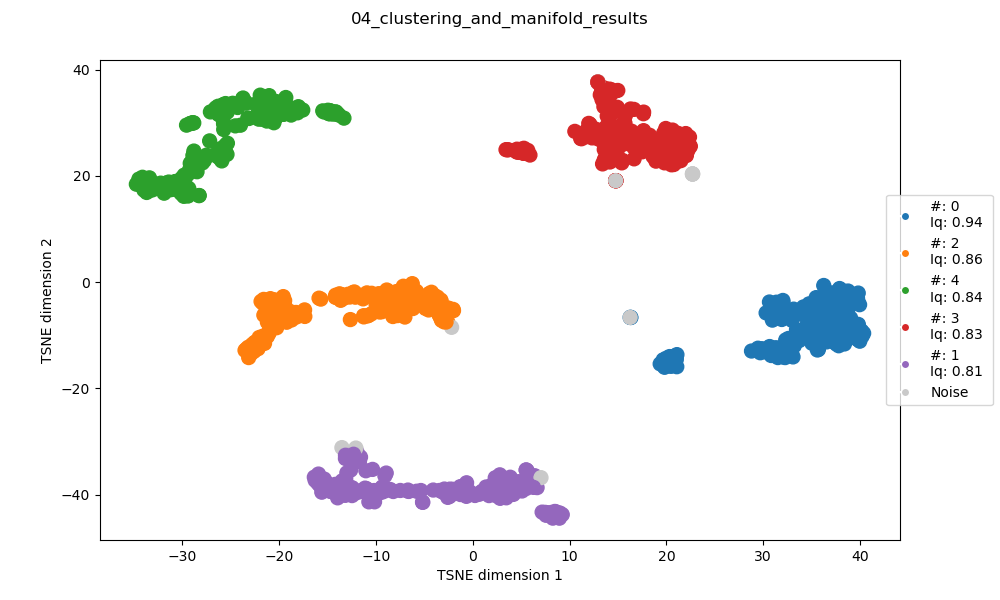 04_clustering_and_manifold_results
40
20
0
−20
−40
TSNE dimension 2
−30
−20
−10
0
10
20
30
40
TSNE dimension 1
#: 0
Iq: 0.94
#: 2
Iq: 0.86
#: 4
Iq: 0.84
#: 3
Iq: 0.83
#: 1
Iq: 0.81
Noise